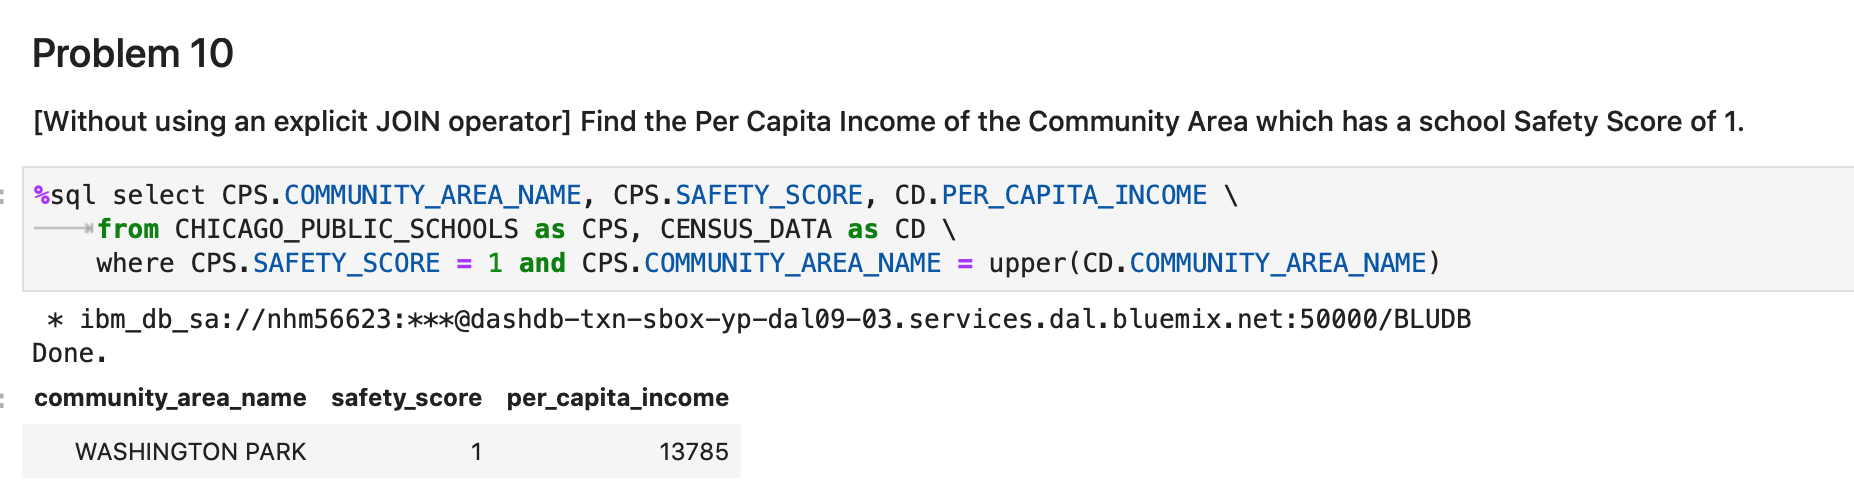 Problem 10
[Without using an explicit JOIN operator] Find the Per Capita Income of the Community Area which has a school Safety Score of 1.
%sql select CPS.COMMUNITY_AREA_NAME, CPS.SAFETY_SCORE, CD.PER_CAPITA_INCOME \
from CHICAGO_PUBLIC_SCHOOLS as CPS, CENSUS_DATA as CD \
where CPS.SAFETY_SCORE = 1 and CPS.COMMUNITY_AREA_NAME = upper(CD.COMMUNITY_AREA_NAME)
* ibm_db_sa://nhm56623:***@dashdb-txn-sbox-yp-dal09-03.services.dal.bluemix.net:50000/BLUDB
Done.
community_area_name safety_score per_capita_income
WASHINGTON PARK 1 13785